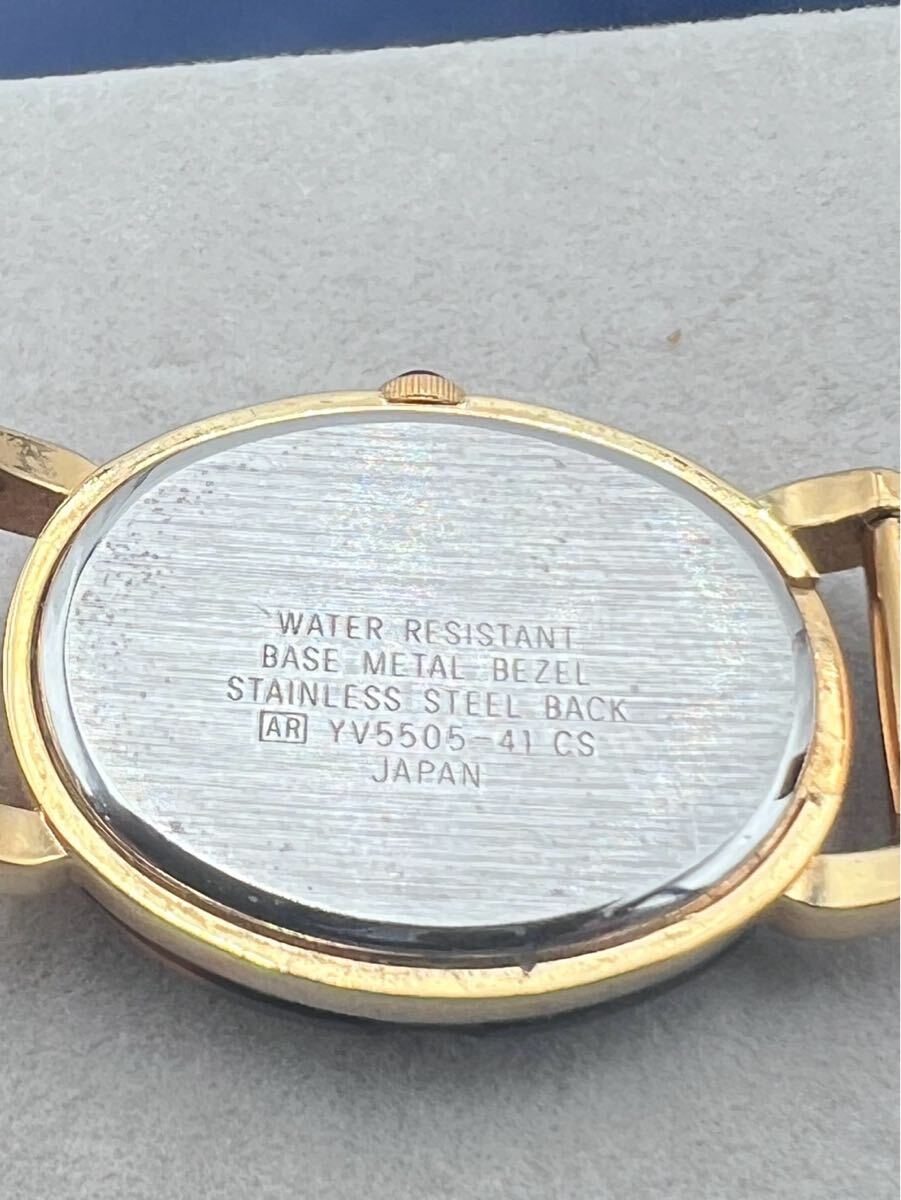 WATER RESISTANT
BASE METAL BEZEL
STAINLESS STEEL BACK
AR YV5505-41 CS
JAPAN